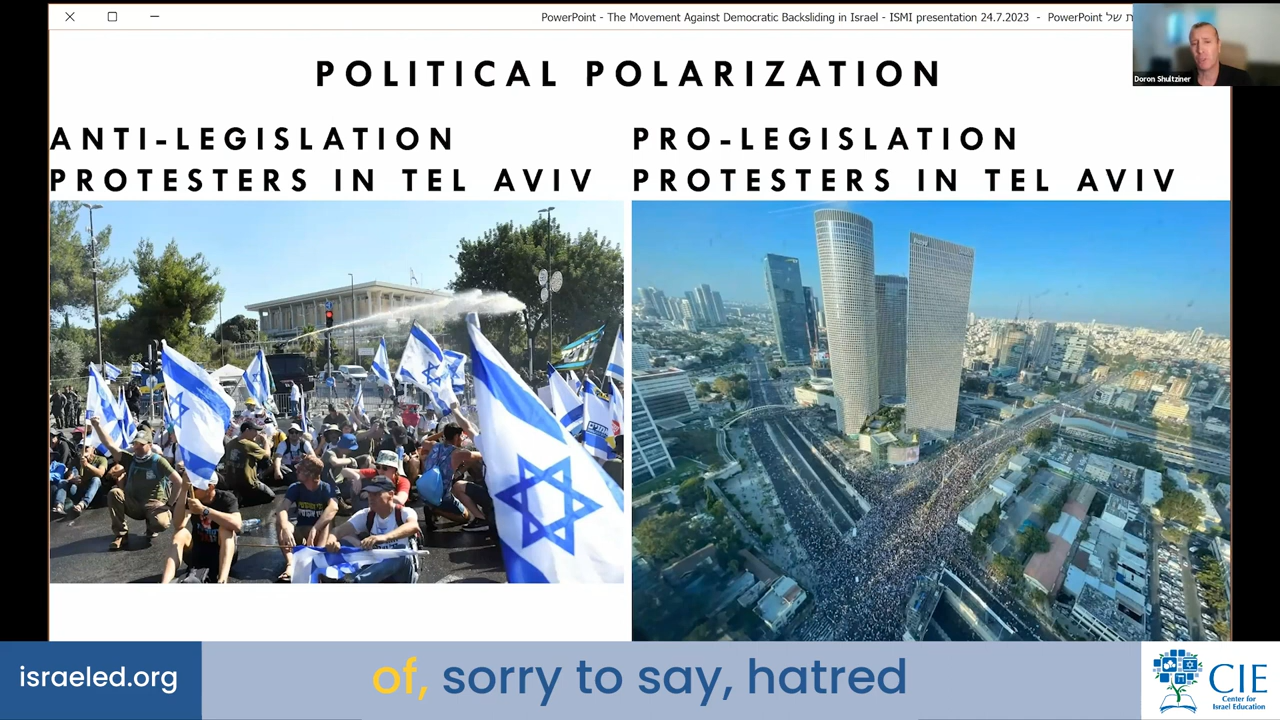 PowerPoint - The Movement Against Democratic Backsliding in Israel - ISMI presentation 24.7.2023 - PowerPoint ת של
Doron Shultziner
POLITICAL POLARIZATION
ANTI-LEGISLATION
PROTESTERS IN TEL AVIV
PRO-LEGISLATION
PROTESTERS IN TEL AVIV
israeled.org
of, sorry to say, hatred
CIE
Center for
Israel Education